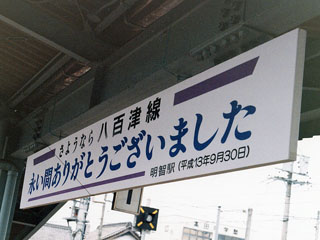 さようなら八百津線
永い間ありがとうございました
明智駅(平成13年9月30日)
1